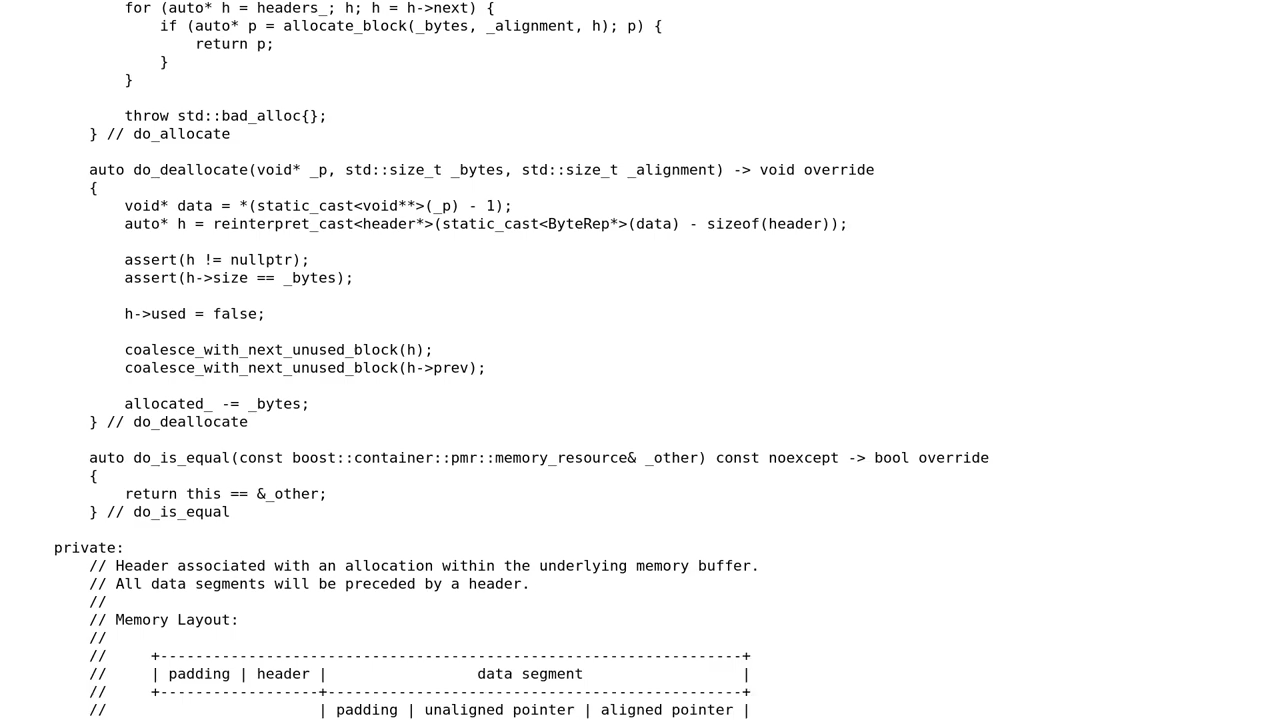 for (auto* h = headers_; h; h = h->next) {
            if (auto* p = allocate_block(_bytes, _alignment, h); p) {
                return p;
            }
        }

        throw std::bad_alloc{};
    } // do_allocate

    auto do_deallocate(void* _p, std::size_t _bytes, std::size_t _alignment) -> void override
    {
        void* data = *(static_cast<void**>(_p) - 1);
        auto* h = reinterpret_cast<header*>(static_cast<ByteRep*>(data) - sizeof(header));

        assert(h != nullptr);
        assert(h->size == _bytes);

        h->used = false;

        coalesce_with_next_unused_block(h);
        coalesce_with_next_unused_block(h->prev);

        allocated_ -= _bytes;
    } // do_deallocate

    auto do_is_equal(const boost::container::pmr::memory_resource& _other) const noexcept -> bool override
    {
        return this == &_other;
    } // do_is_equal

private:
    // Header associated with an allocation within the underlying memory buffer.
    // All data segments will be preceded by a header.
    //
    // Memory Layout:
    //
    //     +------------------------------------------------------------------+
    //     | padding | header |                 data segment                  |
    //     +------------------+-----------------------------------------------+
    //                        | padding | unaligned pointer | aligned pointer |